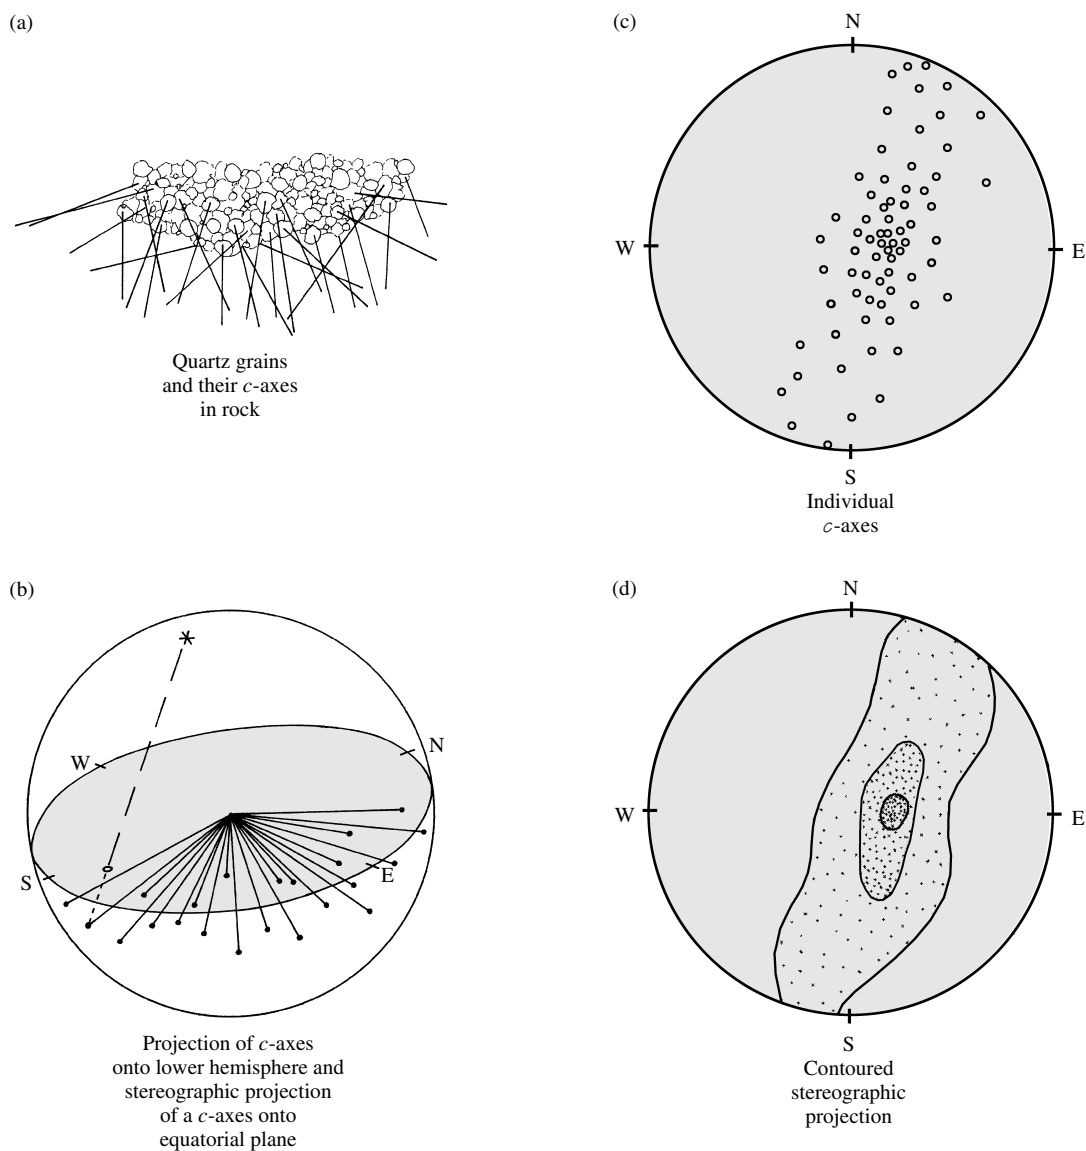 (a)
Quartz grains
and their c-axes
in rock
(b)
W
N
S
E
Projection of c-axes
onto lower hemisphere and
stereographic projection
of a c-axes onto
equatorial plane
(c)
N
W
E
S
Individual
c-axes
(d)
N
W
E
S
Contoured
stereographic
projection